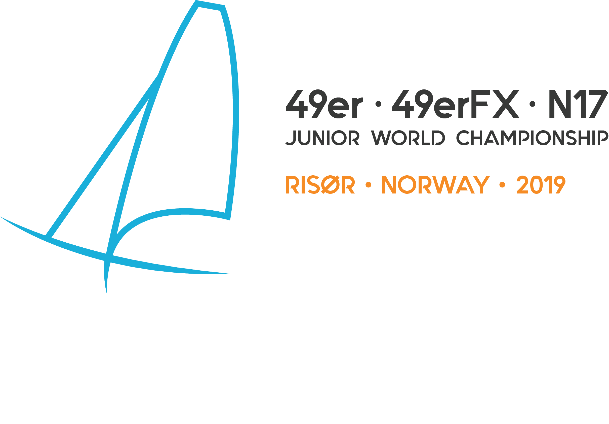 49er · 49erFX · N17
JUNIOR WORLD CHAMPIONSHIP
RISØR · NORWAY · 2019